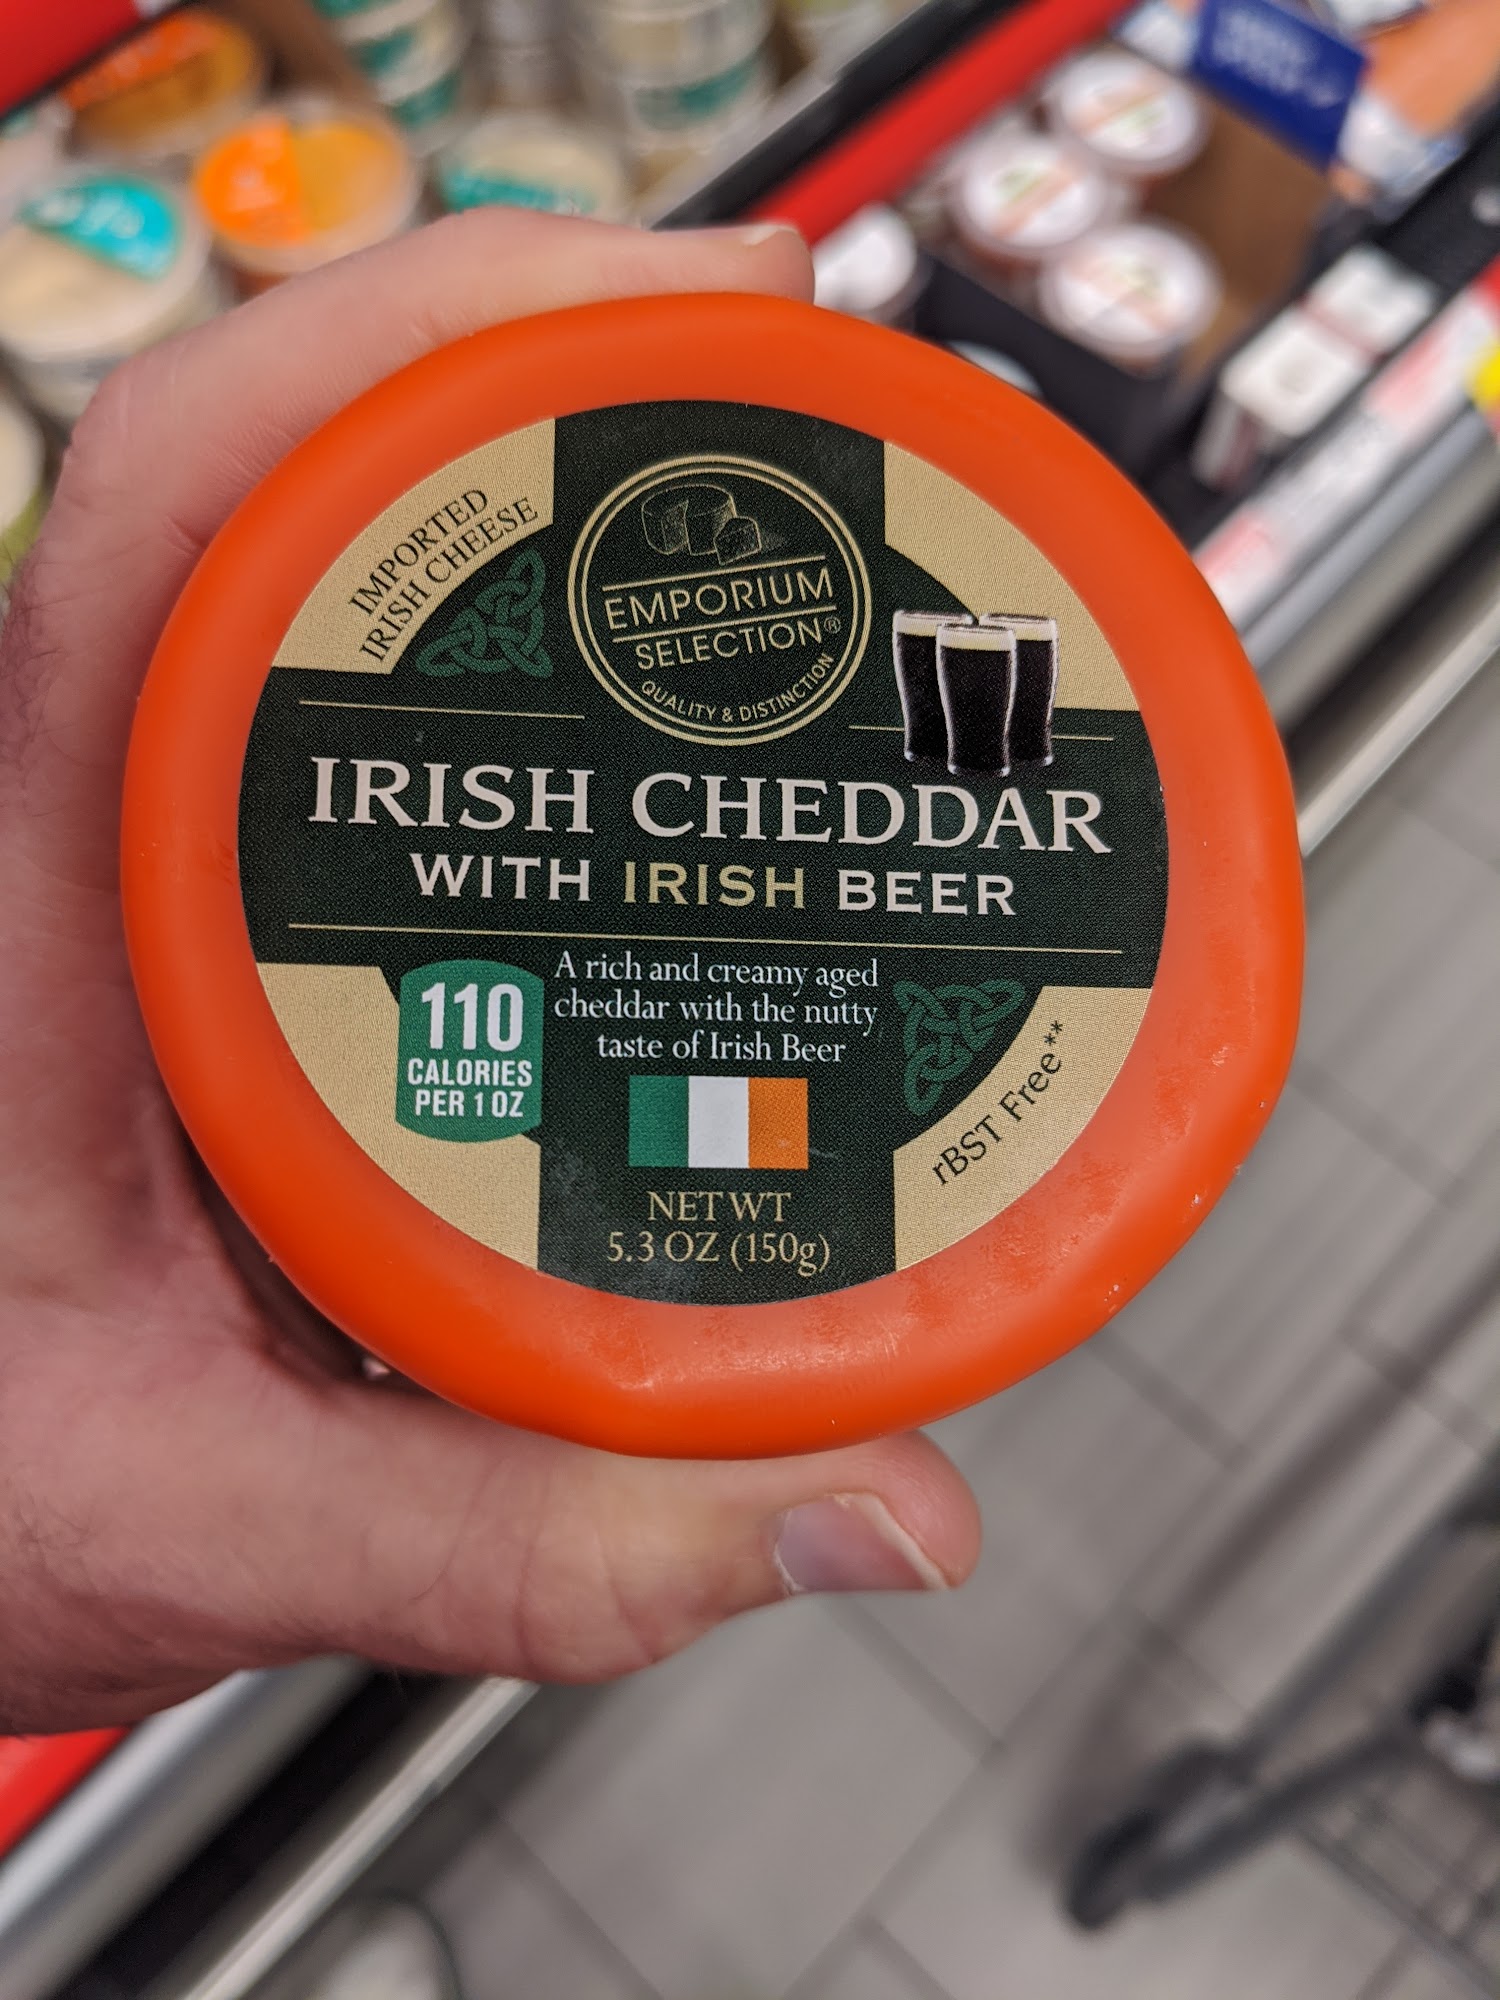 IMPORTED
IRISH CHEESE
EMPORIUM
SELECTION®
QUALITY & DISTINCTION
IRISH CHEDDAR
WITH IRISH BEER
A rich and creamy aged
cheddar with the nutty
taste of Irish Beer
110
CALORIES
PER 1 OZ
rBST Free**
NET WT
5.3 OZ (150g)